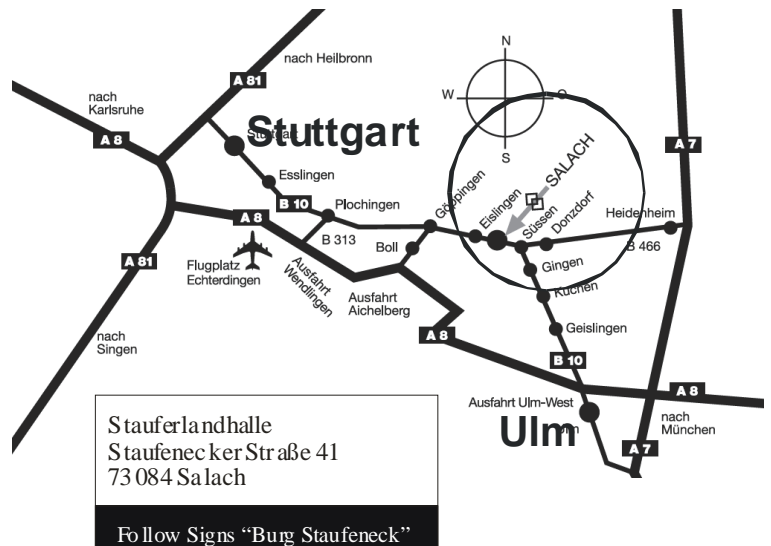 N
W
O
S
nach Heilbronn
A 81
nach
Karlsruhe
A 8
Stuttgart
Stuttgart
Esslingen
B 10
Plochingen
A 8
B 313
Göppingen
Eislingen
SALACH
Süssen
Donzdorf
Heidenheim
B 466
A 7
Boll
Gingen
Kuchen
Geislingen
Flugplatz
Echterdingen
Ausfahrt
Wendlingen
Ausfahrt
Aichelberg
A 81
nach
Singen
A 8
B 10
A 8
Ausfahrt Ulm-West
Ulm
Ulm
nach
München
A 7
Stauferlandhalle
Staufenecker Straße 41
73084 Salach
Follow Signs “Burg Staufeneck”